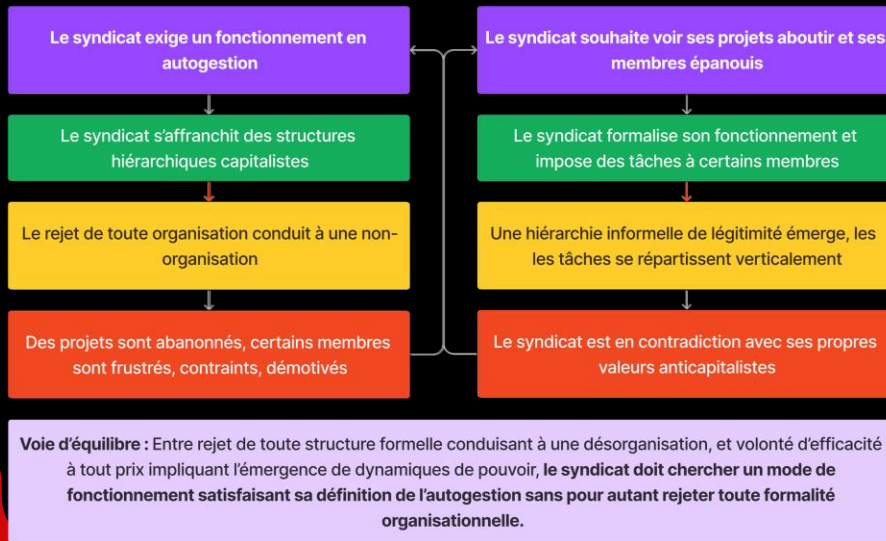 Le syndicat exige un fonctionnement en
autogestion
Le syndicat s’affranchit des structures
hiérarchiques capitalistes
Le rejet de toute organisation conduit à une non-
organisation
Des projets sont abanonnés, certains membres
sont frustrés, contraints, démotivés
Le syndicat souhaite voir ses projets aboutir et ses
membres épanouis
Le syndicat formalise son fonctionnement et
impose des tâches à certains membres
Une hiérarchie informelle de légitimité émerge, les
les tâches se répartissent verticalement
Le syndicat est en contradiction avec ses propres
valeurs anticapitalistes
Voie d’équilibre : Entre rejet de toute structure formelle conduisant à une désorganisation, et volonté d’efficacité
à tout prix impliquant l’émergence de dynamiques de pouvoir, le syndicat doit chercher un mode de
fonctionnement satisfaisant sa définition de l’autogestion sans pour autant rejeter toute formalité
organisationnelle.